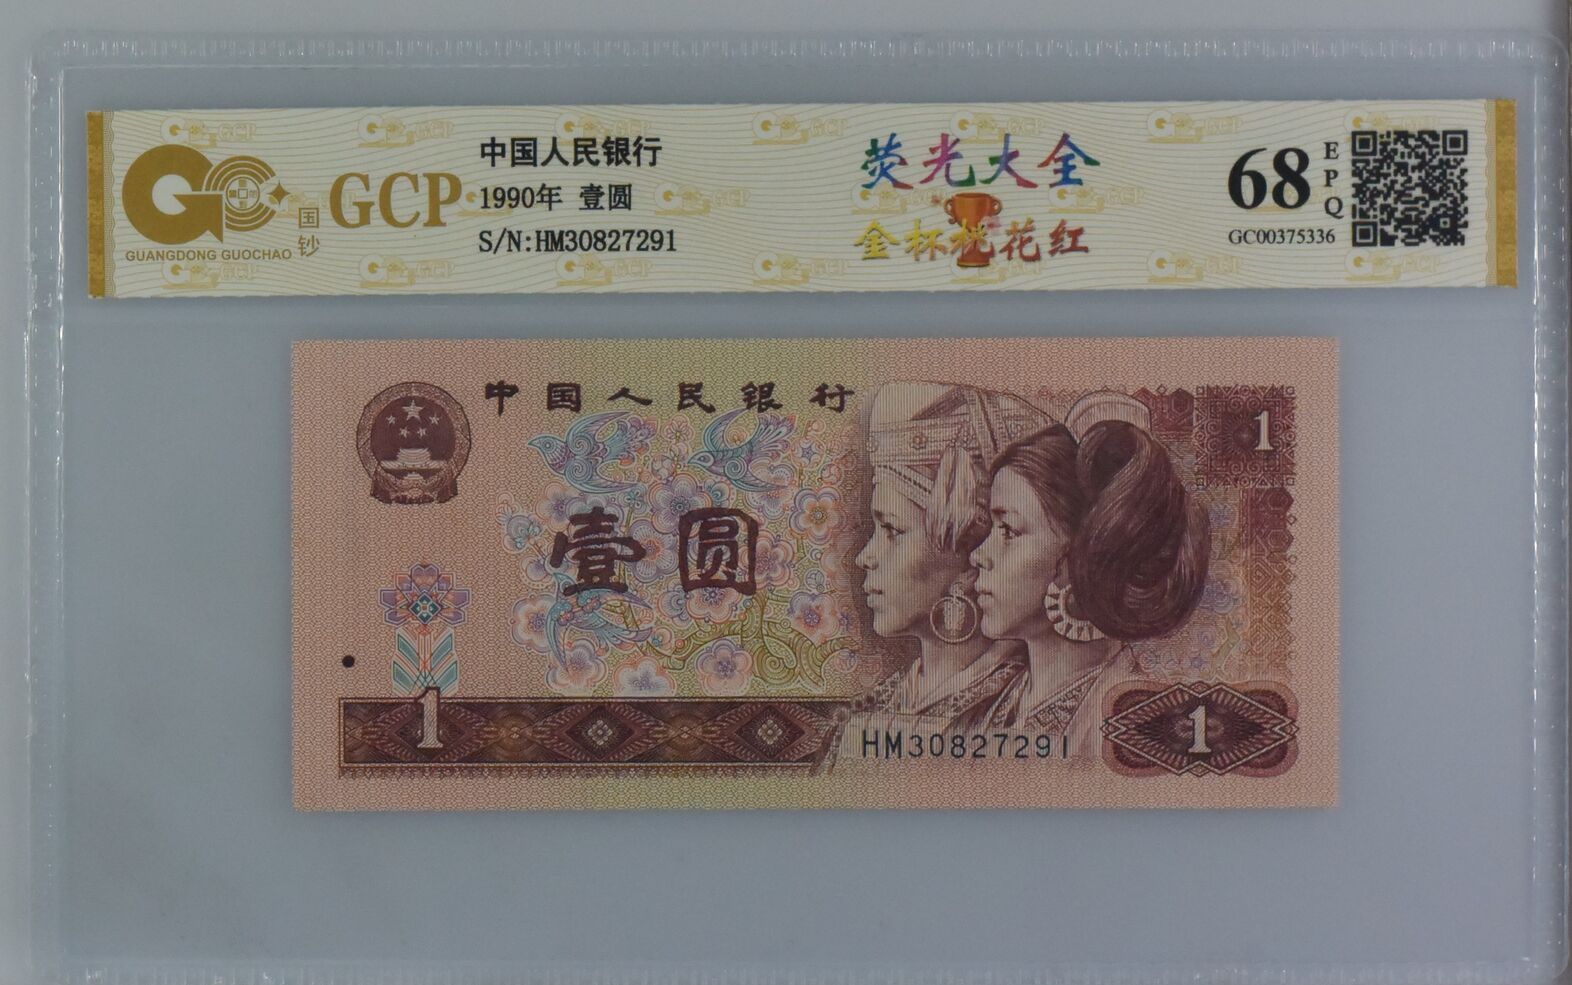 中国人民银行
1990年 壹圆
S/N:HM30827291
GCP
国钞
GUANGDONG GUOCHAO
荧光大全
金杯桃花红
68
EPQ
GC00375336
中国人民银行
1
壹圆
1
HM30827291
1